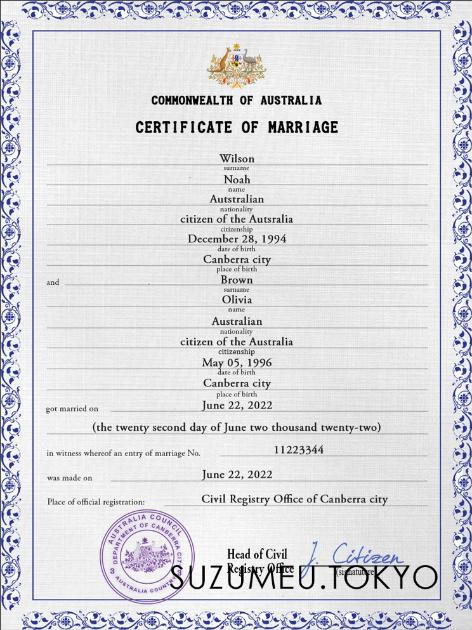 COMMONWEALTH OF AUSTRALIA
CERTIFICATE OF MARRIAGE
Wilson
surname
Noah
name
Autstralian
nationality
citizen of the Autsralia
citizenship
December 28, 1994
date of birth
Canberra city
place of birth
and Brown
surname
Olivia
name
Australian
nationality
citizen of the Autsralia
citizenship
May 05, 1996
date of birth
Canberra city
place of birth
got married on June 22, 2022
(the twenty second day of June two thousand twenty-two)
in witness whereof an entry of marriage No. 11223344
was made on June 22, 2022
Place of official registration: Civil Registry Office of Canberra city
AUSTRALIA COUNCIL
DEPARTMENT OF CANBERRA CITY
AUSTRALIA COUNCIL
Head of Civil
Registry Office J. Citizen
(signature)
SUZUMEU.TOKYO